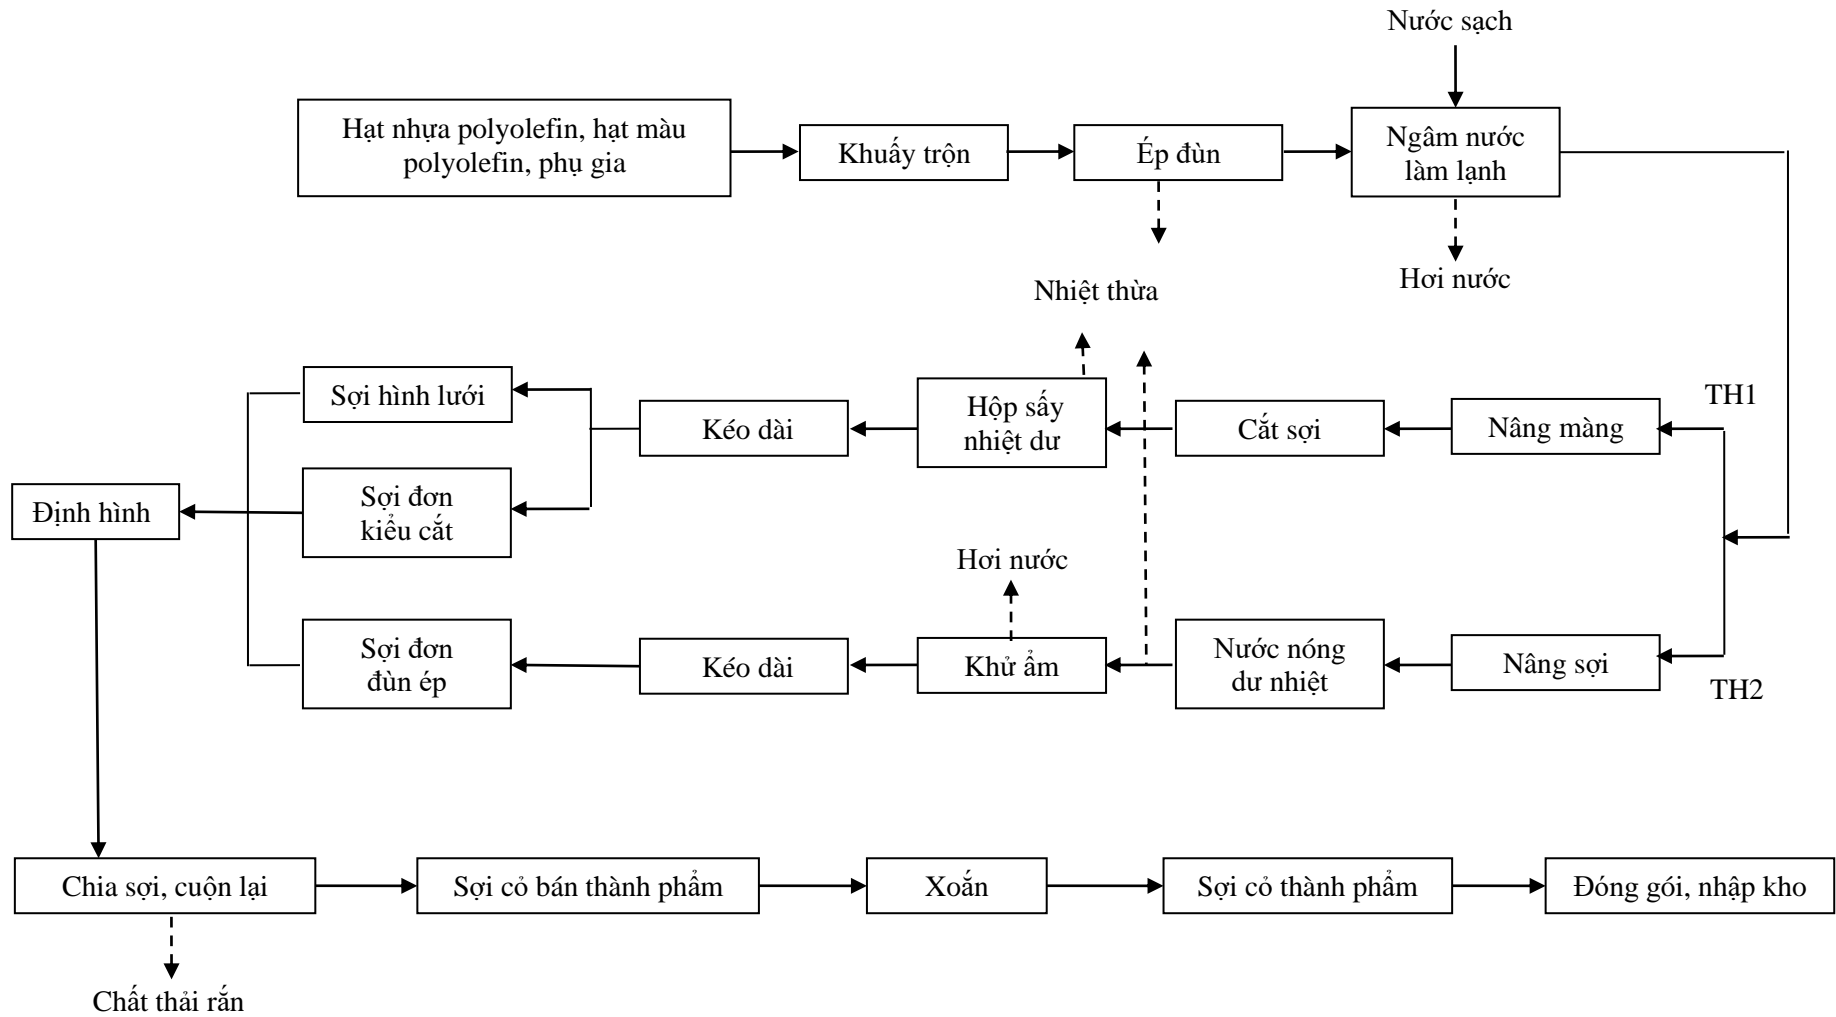 Nước sạch
Hạt nhựa polyolefin, hạt màu
polyolefin, phụ gia
Khuấy trộn
Ép đùn
Ngâm nước
làm lạnh
Hơi nước
Nhiệt thừa
TH1
Nâng màng
Cắt sợi
Hộp sấy
nhiệt dư
Kéo dài
Sợi hình lưới
Sợi đơn
kiểu cắt
Định hình
Hơi nước
TH2
Nâng sợi
Nước nóng
dư nhiệt
Khử ẩm
Kéo dài
Sợi đơn
đùn ép
Chia sợi, cuộn lại
Sợi cỏ bán thành phẩm
Xoắn
Sợi cỏ thành phẩm
Đóng gói, nhập kho
Chất thải rắn